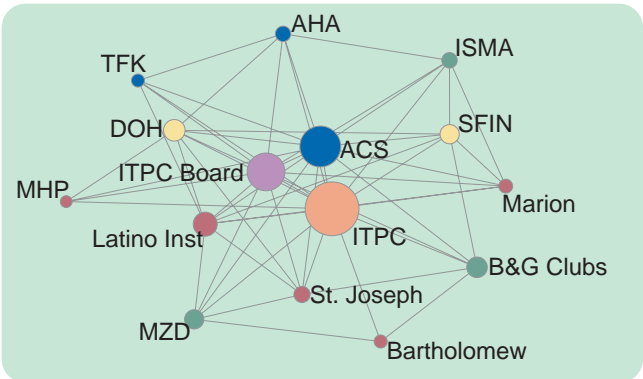 AHA
ISMA
TFK
DOH
SFIN
ACS
ITPC Board
MHP
Marion
Latino Inst
ITPC
B&G Clubs
St. Joseph
MZD
Bartholomew